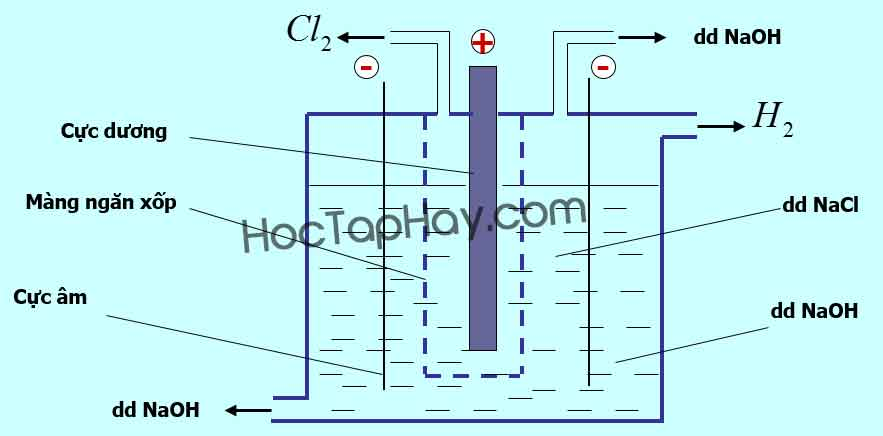 Cl₂
+
dd NaOH
-
-
H₂
Cực dương
Màng ngăn xốp
HocTapHay.com
dd NaCl
Cực âm
dd NaOH
dd NaOH